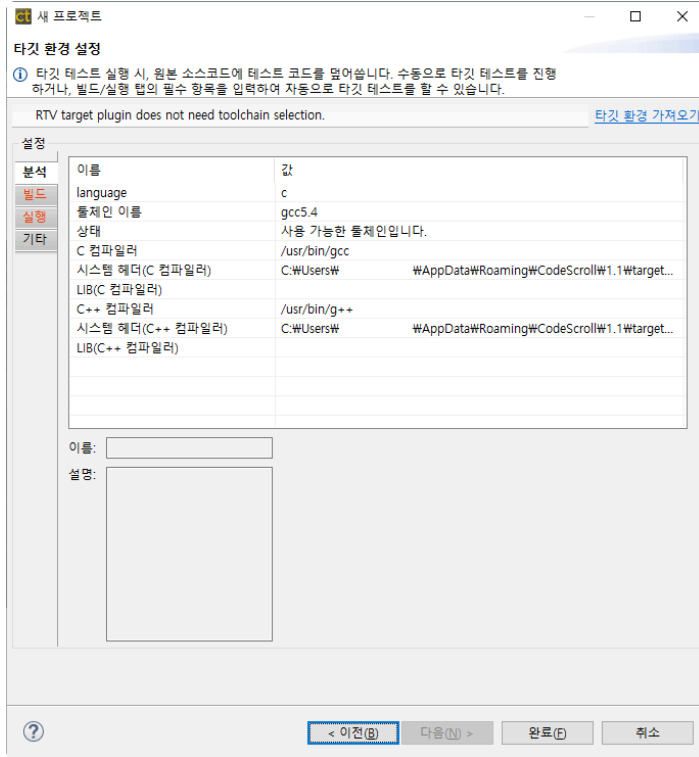 ct 새 프로젝트
타깃 환경 설정
타깃 테스트 실행 시, 원본 소스코드에 테스트 코드를 덮어씁니다. 수동으로 타깃 테스트를 진행
하거나, 빌드/실행 탭의 필수 항목을 입력하여 자동으로 타깃 테스트를 할 수 있습니다.
RTV target plugin does not need toolchain selection. 타깃 환경 가져오기
설정
분석
빌드
실행
기타
이름 값
language c
툴체인 이름 gcc5.4
상태 사용 가능한 툴체인입니다.
C 컴파일러 /usr/bin/gcc
시스템 헤더(C 컴파일러) C:₩Users₩ ₩AppData₩Roaming₩CodeScroll₩1.1₩target...
LIB(C 컴파일러)
C++ 컴파일러 /usr/bin/g++
시스템 헤더(C++ 컴파일러) C:₩Users₩ ₩AppData₩Roaming₩CodeScroll₩1.1₩target...
LIB(C++ 컴파일러)
이름:
설명:
? < 이전(B) 다음(N) > 완료(F) 취소